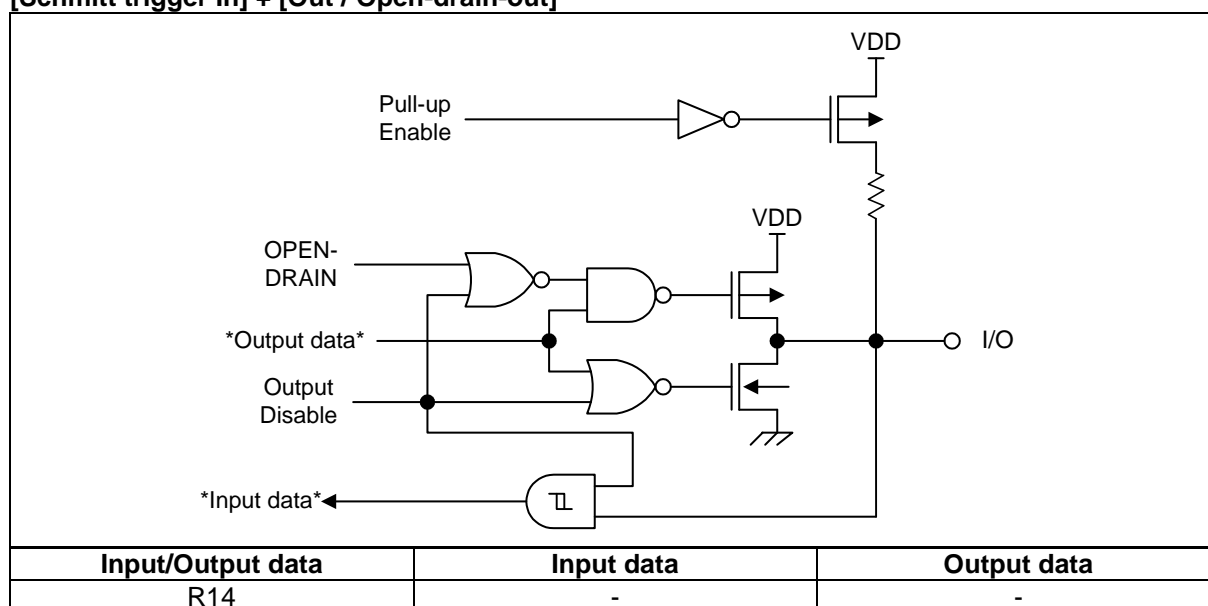 [Schmitt trigger in] + [Out / Open-drain-out]
VDD
Pull-up
Enable
VDD
OPEN-
DRAIN
*Output data*
I/O
Output
Disable
*Input data*
Input/Output data Input data Output data
R14 - -